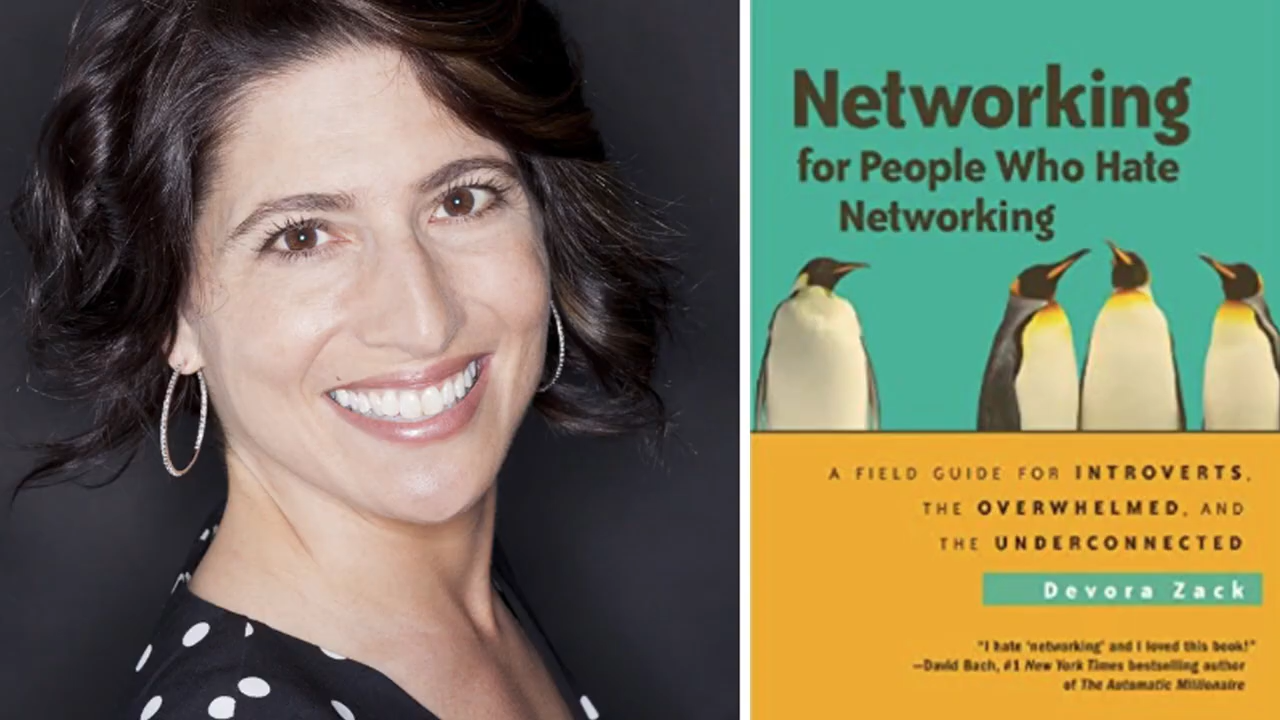 Networking
for People Who Hate
Networking
A FIELD GUIDE FOR INTROVERTS,
THE OVERWHELMED, AND
THE UNDERCONNECTED
Devora Zack
"I hate 'networking' and I loved this book!"
—David Bach, #1 New York Times bestselling author
of The Automatic Millionaire